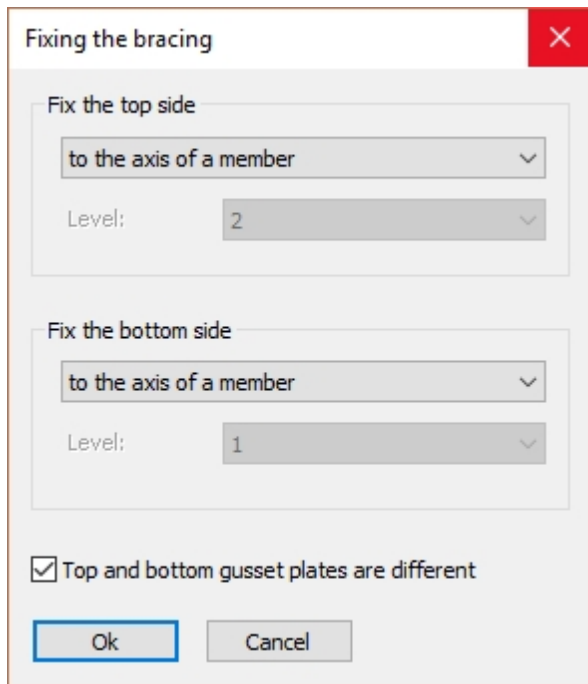 Fixing the bracing
Fix the top side
to the axis of a member
Level: 2
Fix the bottom side
to the axis of a member
Level: 1
Top and bottom gusset plates are different
Ok Cancel